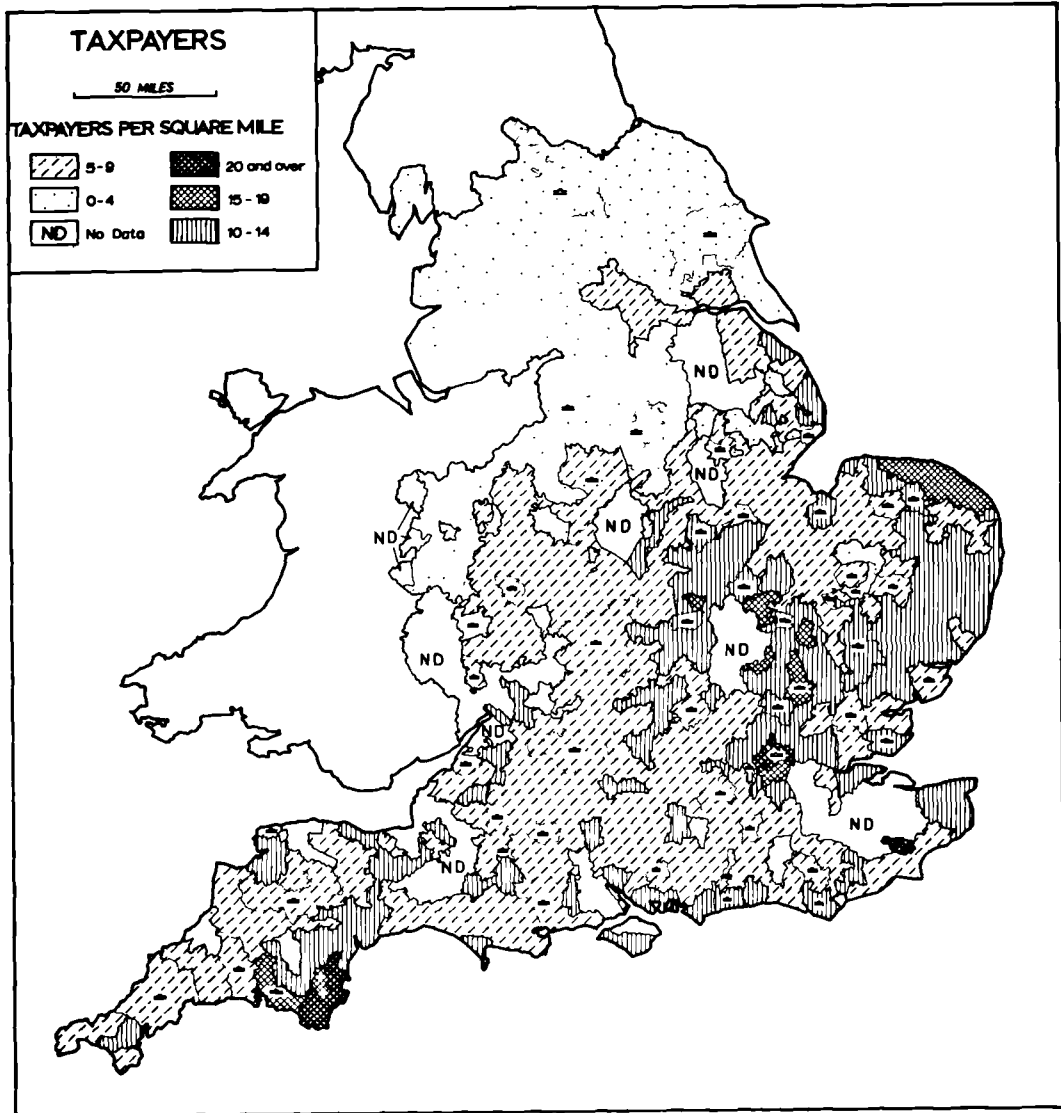 TAXPAYERS
50 MILES
TAXPAYERS PER SQUARE MILE
5-9
20 and over
0-4
15-19
ND No Data
10-14
ND
ND
ND
ND
ND
ND
ND
ND
ND